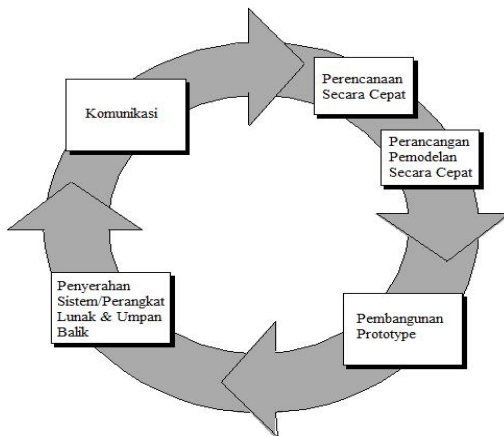 Komunikasi
Perencanaan
Secara Cepat
Perancangan
Pemodelan
Secara Cepat
Pembangunan
Prototype
Penyerahan
Sistem/Perangkat
Lunak & Umpan
Balik